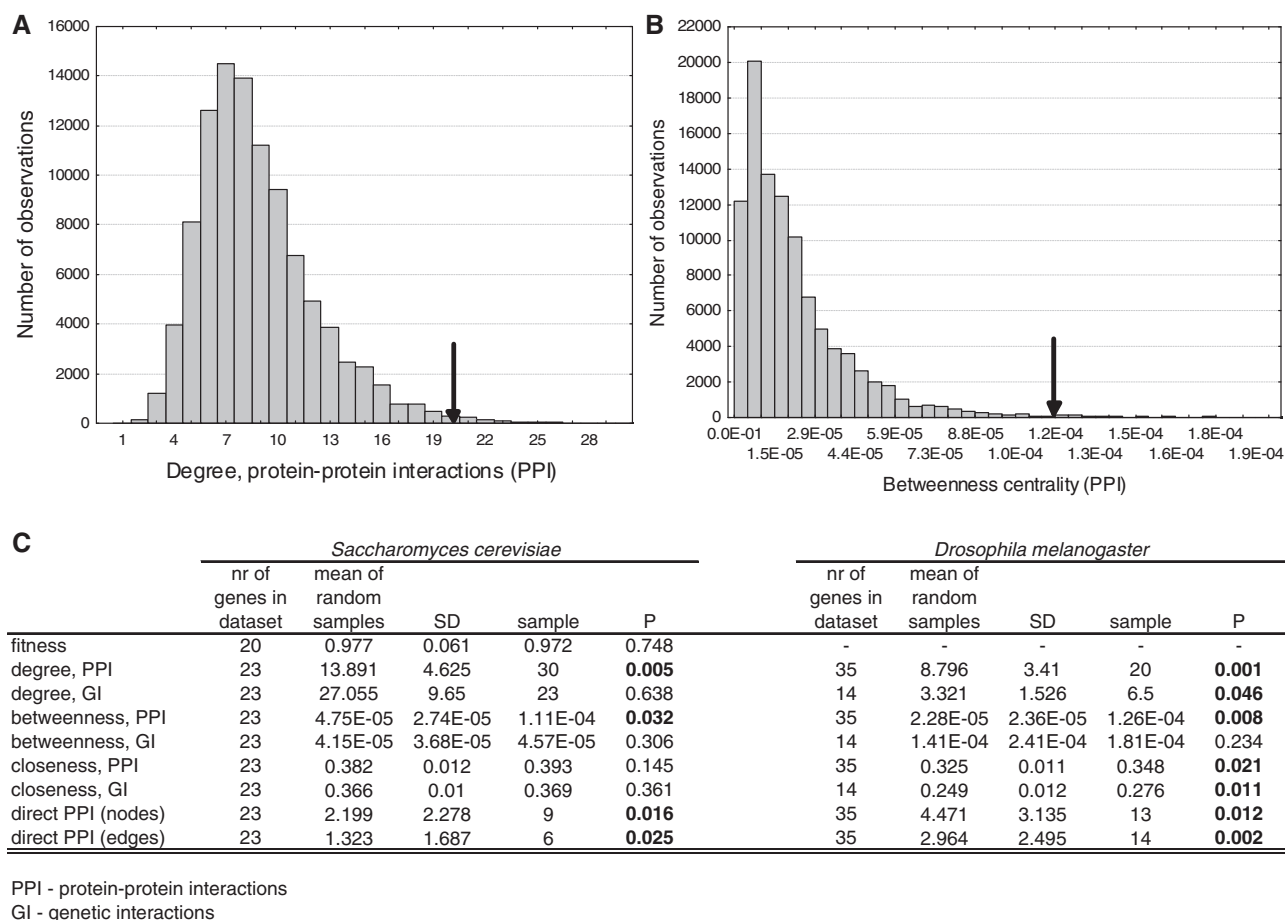 A
16000
14000
12000
10000
8000
6000
4000
2000
0
Number of observations
1 4 7 10 13 16 19 22 25 28
Degree, protein-protein interactions (PPI)
B
22000
20000
18000
16000
14000
12000
10000
8000
6000
4000
2000
0
Number of observations
0.0E-01 2.9E-05 5.9E-05 8.8E-05 1.2E-04 1.5E-04 1.8E-04
1.5E-05 4.4E-05 7.3E-05 1.0E-04 1.3E-04 1.6E-04 1.9E-04
Betweenness centrality (PPI)
C
Saccharomyces cerevisiae Drosophila melanogaster
nr of mean of nr of mean of
genes in random genes in random
dataset samples SD sample P dataset samples SD sample P
fitness 20 0.977 0.061 0.972 0.748 - - - - -
degree, PPI 23 13.891 4.625 30 0.005 35 8.796 3.41 20 0.001
degree, GI 23 27.055 9.65 23 0.638 14 3.321 1.526 6.5 0.046
betweenness, PPI 23 4.75E-05 2.74E-05 1.11E-04 0.032 35 2.28E-05 2.36E-05 1.26E-04 0.008
betweenness, GI 23 4.15E-05 3.68E-05 4.57E-05 0.306 14 1.41E-04 2.41E-04 1.81E-04 0.234
closeness, PPI 23 0.382 0.012 0.393 0.145 35 0.325 0.011 0.348 0.021
closeness, GI 23 0.366 0.01 0.369 0.361 14 0.249 0.012 0.276 0.011
direct PPI (nodes) 23 2.199 2.278 9 0.016 35 4.471 3.135 13 0.012
direct PPI (edges) 23 1.323 1.687 6 0.025 35 2.964 2.495 14 0.002
PPI - protein-protein interactions
GI - genetic interactions